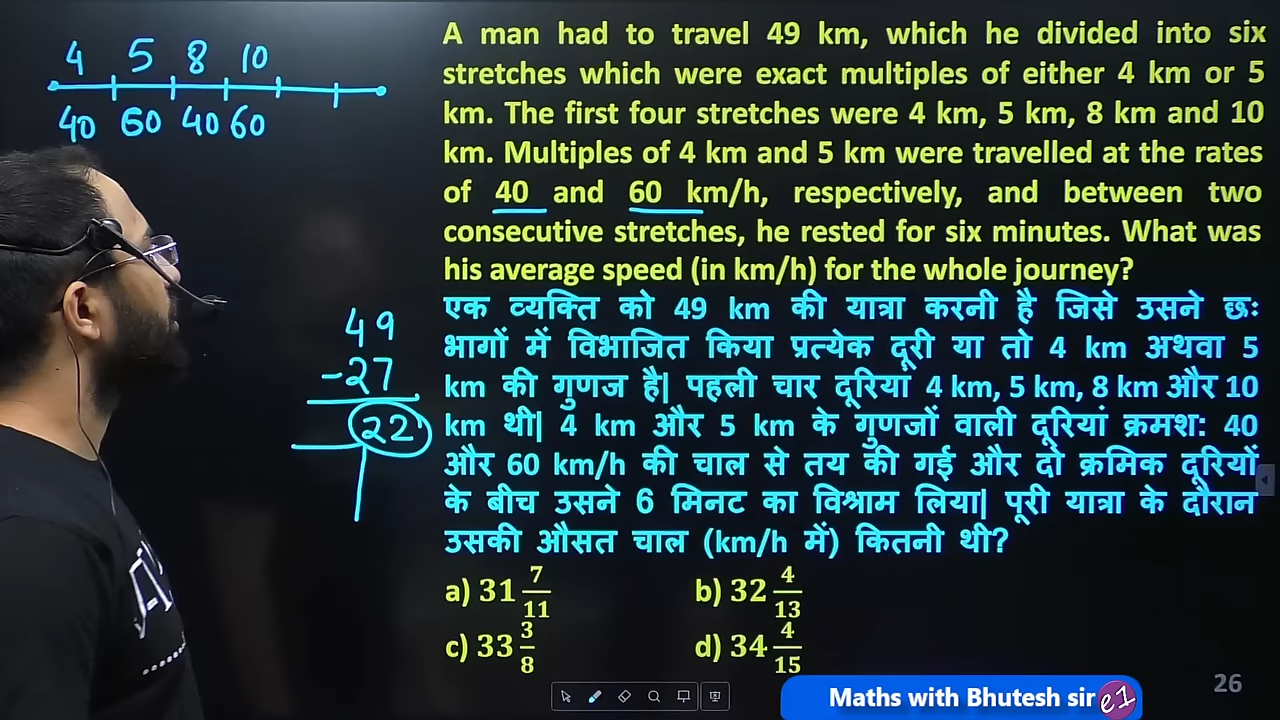 4 5 8 10
40 60 40 60
49
-27
22
A man had to travel 49 km, which he divided into six
stretches which were exact multiples of either 4 km or 5
km. The first four stretches were 4 km, 5 km, 8 km and 10
km. Multiples of 4 km and 5 km were travelled at the rates
of 40 and 60 km/h, respectively, and between two
consecutive stretches, he rested for six minutes. What was
his average speed (in km/h) for the whole journey?
एक व्यक्ति को 49 km की यात्रा करनी है जिसे उसने छः
भागों में विभाजित किया प्रत्येक दूरी या तो 4 km अथवा 5
km की गुणज है| पहली चार दूरियां 4 km, 5 km, 8 km और 10
km थी| 4 km और 5 km के गुणजों वाली दूरियां क्रमश: 40
और 60 km/h की चाल से तय की गई और दो क्रमिक दूरियों
के बीच उसने 6 मिनट का विश्राम लिया| पूरी यात्रा के दौरान
उसकी औसत चाल (km/h में) कितनी थी?
a) 31 7/11 b) 32 4/13
c) 33 3/8 d) 34 4/15
Maths with Bhutesh sir e1
26